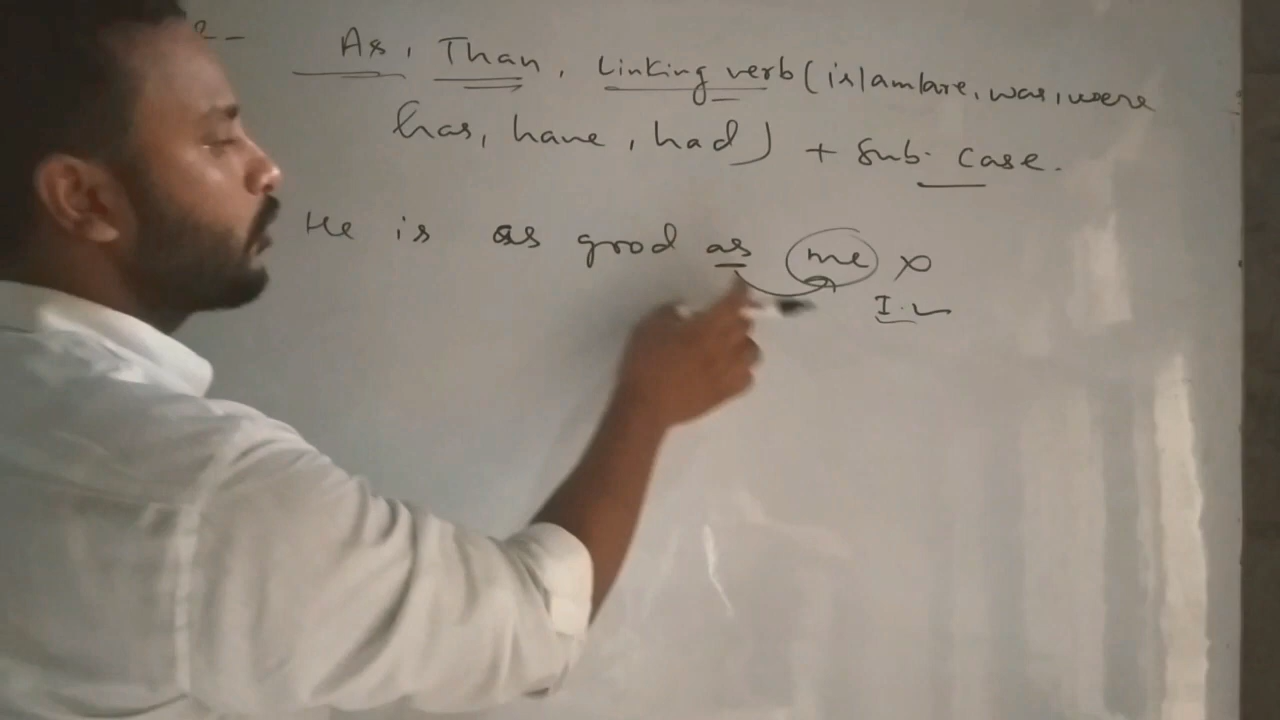 2-
As, Than, Linking verb (is/am/are, was, were
has, have, had) + Sub. case.
He is as good as me ×
I. ✓